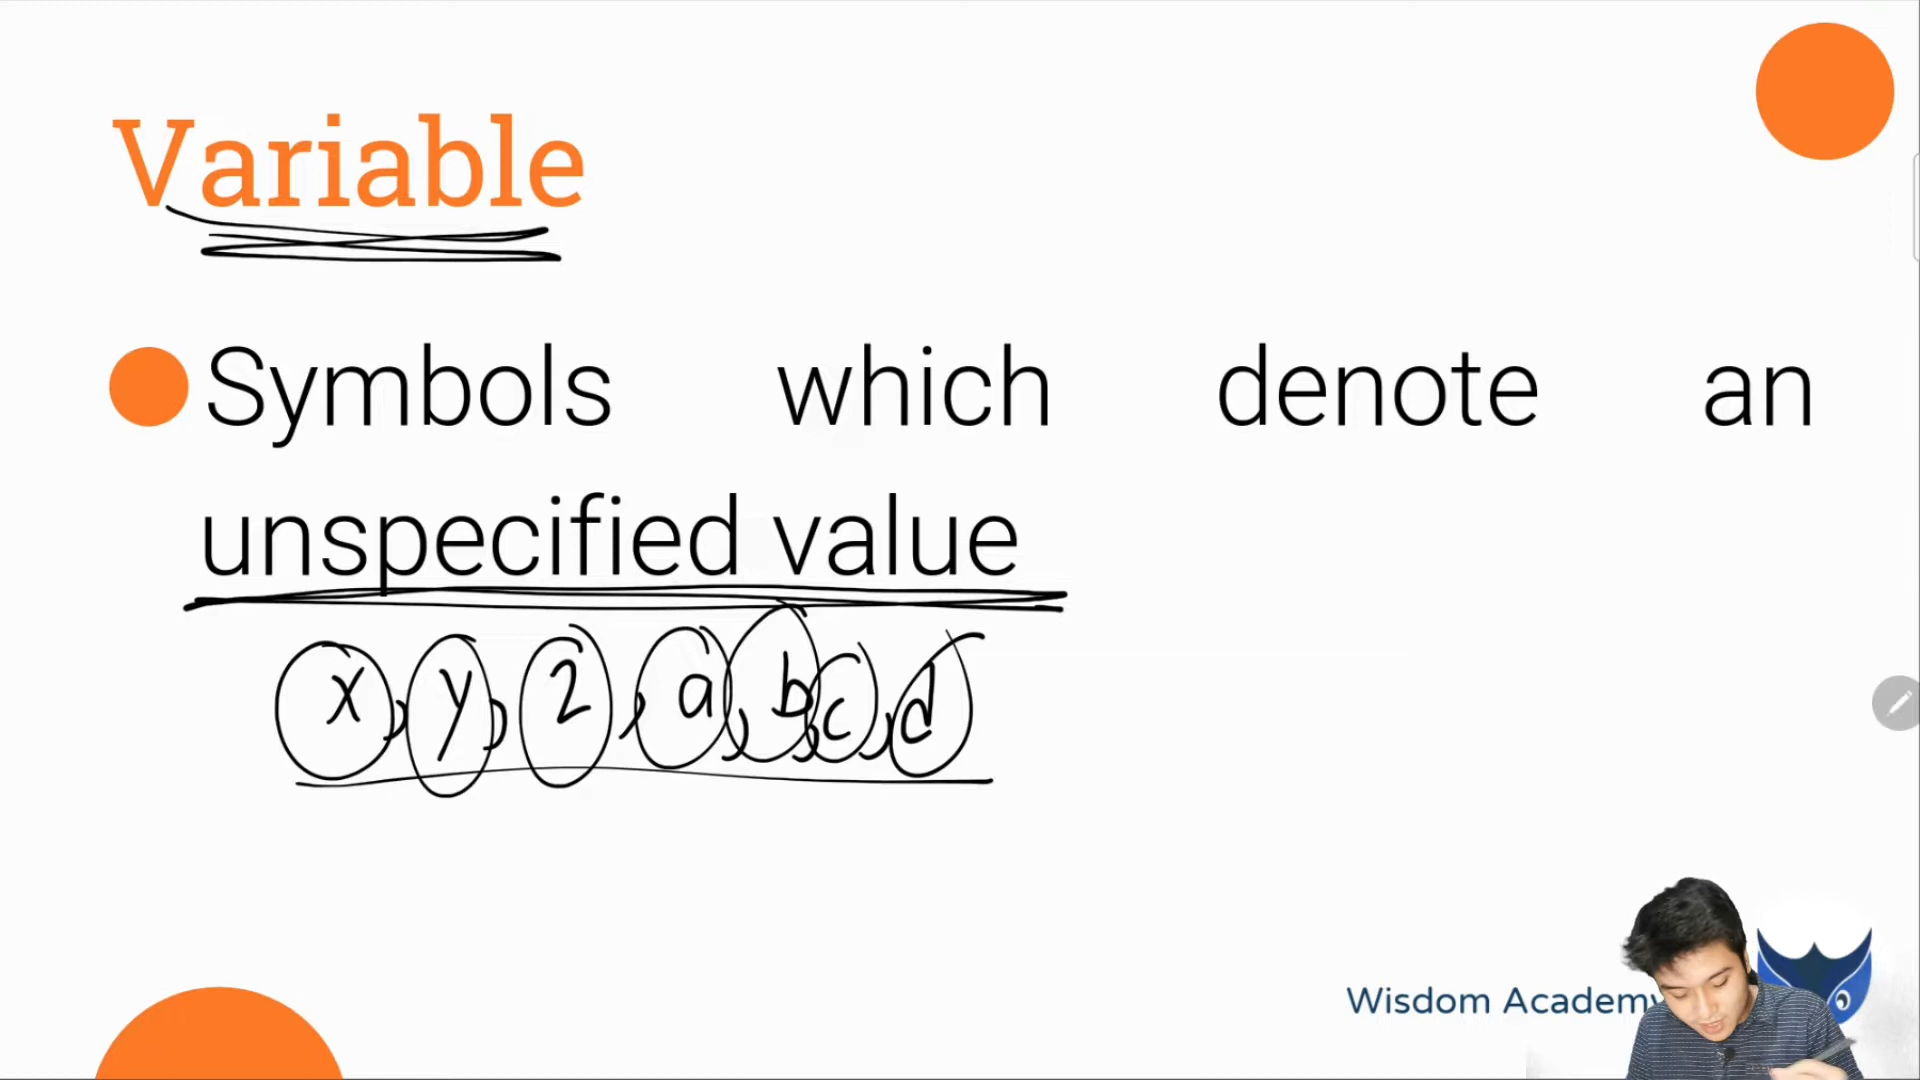 Variable
Symbols which denote an
unspecified value
x, y, z, a, b, c, d
Wisdom Academy